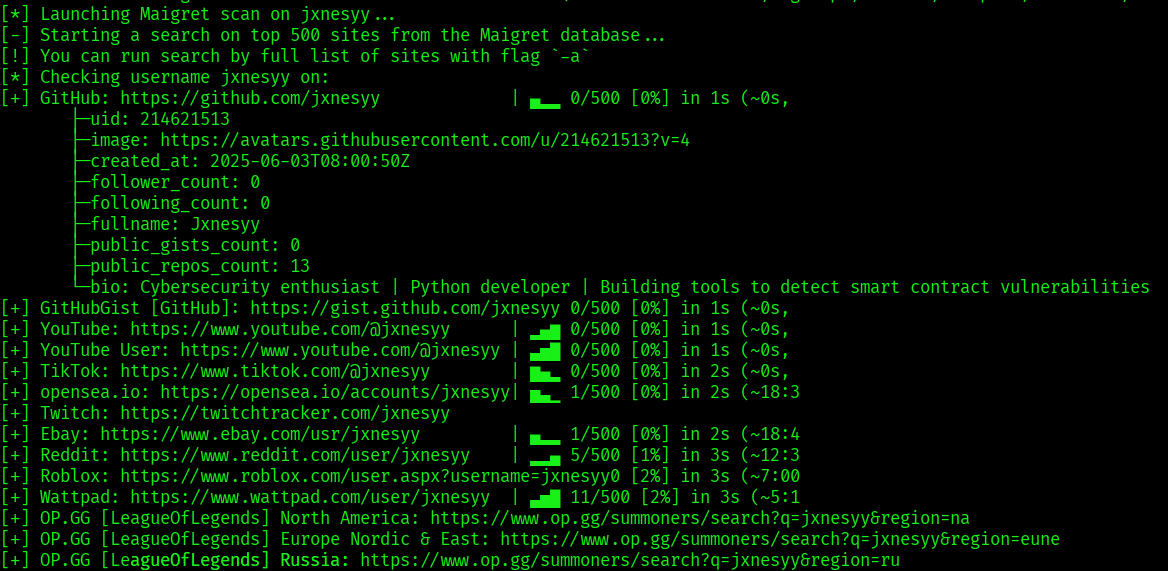 [*] Launching Maigret scan on jxnesyy...
[-] Starting a search on top 500 sites from the Maigret database...
[!] You can run search by full list of sites with flag `-a`
[*] Checking username jxnesyy on:
[+] GitHub: https://github.com/jxnesyy | ▅▂▂ 0/500 [0%] in 1s (~0s,
├─uid: 214621513
├─image: https://avatars.githubusercontent.com/u/214621513?v=4
├─created_at: 2025-06-03T08:00:50Z
├─follower_count: 0
├─following_count: 0
├─fullname: Jxnesyy
├─public_gists_count: 0
├─public_repos_count: 13
└─bio: Cybersecurity enthusiast | Python developer | Building tools to detect smart contract vulnerabilities
[+] GitHubGist [GitHub]: https://gist.github.com/jxnesyy 0/500 [0%] in 1s (~0s,
[+] YouTube: https://www.youtube.com/@jxnesyy | ▂▅▇ 0/500 [0%] in 1s (~0s,
[+] YouTube User: https://www.youtube.com/@jxnesyy | ▂▅▇ 0/500 [0%] in 1s (~0s,
[+] TikTok: https://www.tiktok.com/@jxnesyy | ▇▄▂ 0/500 [0%] in 2s (~0s,
[+] opensea.io: https://opensea.io/accounts/jxnesyy| ▇▄▂ 1/500 [0%] in 2s (~18:3
[+] Twitch: https://twitchtracker.com/jxnesyy
[+] Ebay: https://www.ebay.com/usr/jxnesyy | ▅▂▂ 1/500 [0%] in 2s (~18:4
[+] Reddit: https://www.reddit.com/user/jxnesyy | ▂▂▅ 5/500 [1%] in 3s (~12:3
[+] Roblox: https://www.roblox.com/user.aspx?username=jxnesyy0 [2%] in 3s (~7:00
[+] Wattpad: https://www.wattpad.com/user/jxnesyy | ▂▅▇ 11/500 [2%] in 3s (~5:1
[+] OP.GG [LeagueOfLegends] North America: https://www.op.gg/summoners/search?q=jxnesyy&region=na
[+] OP.GG [LeagueOfLegends] Europe Nordic & East: https://www.op.gg/summoners/search?q=jxnesyy&region=eune
[+] OP.GG [LeagueOfLegends] Russia: https://www.op.gg/summoners/search?q=jxnesyy&region=ru